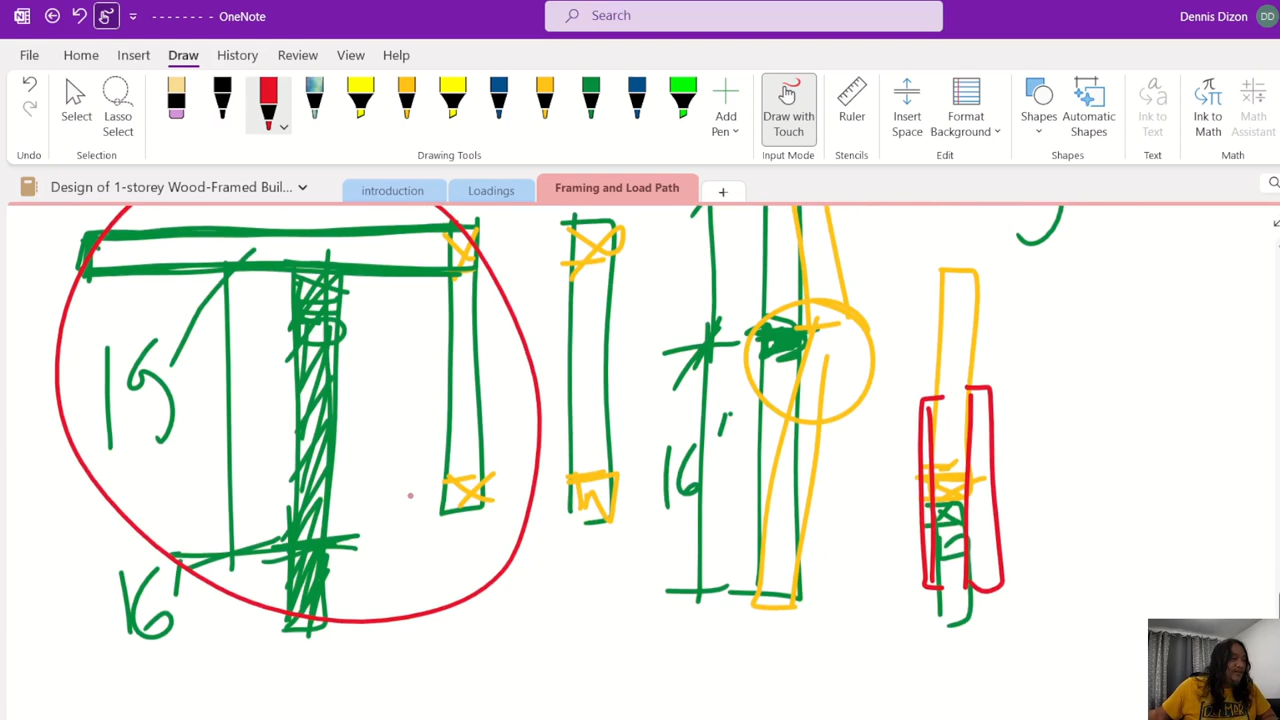 - - - - - - -  OneNote
Search
Dennis Dizon
DD
File
Home
Insert
Draw
History
Review
View
Help
Select
Lasso
Select
Add
Pen
Draw with
Touch
Ruler
Insert
Space
Format
Background
Shapes
Automatic
Shapes
Ink to
Text
Ink to
Math
Math
Assistant
Undo
Selection
Drawing Tools
Input Mode
Stencils
Edit
Shapes
Text
Math
Design of 1-storey Wood-Framed Buil...
introduction
Loadings
Framing and Load Path
+
15
16'
16'